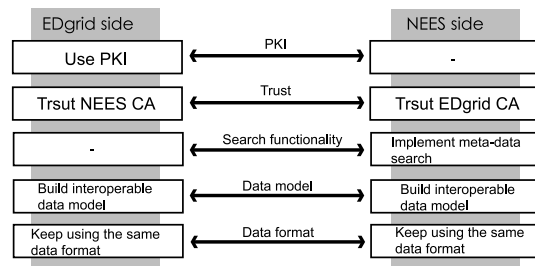 EDgrid side
NEES side
Use PKI
PKI
-
Trsut NEES CA
Trust
Trsut EDgrid CA
-
Search functionality
Implement meta-data
search
Build interoperable
data model
Data model
Build interoperable
data model
Keep using the same
data format
Data format
Keep using the same
data format